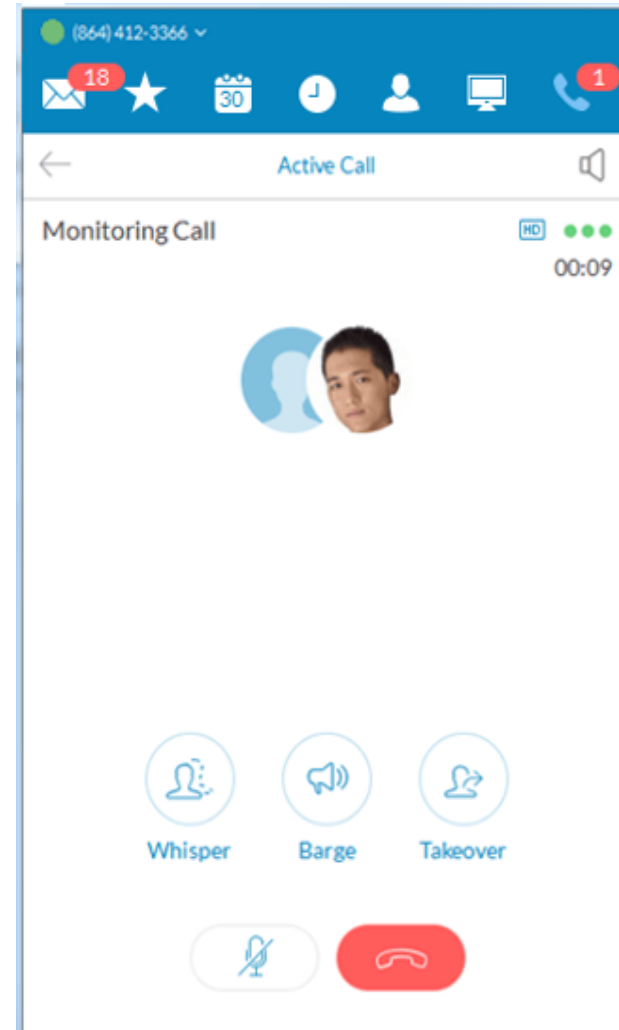 (864) 412-3366
18
30
1
Active Call
Monitoring Call
HD
00:09
Whisper Barge Takeover